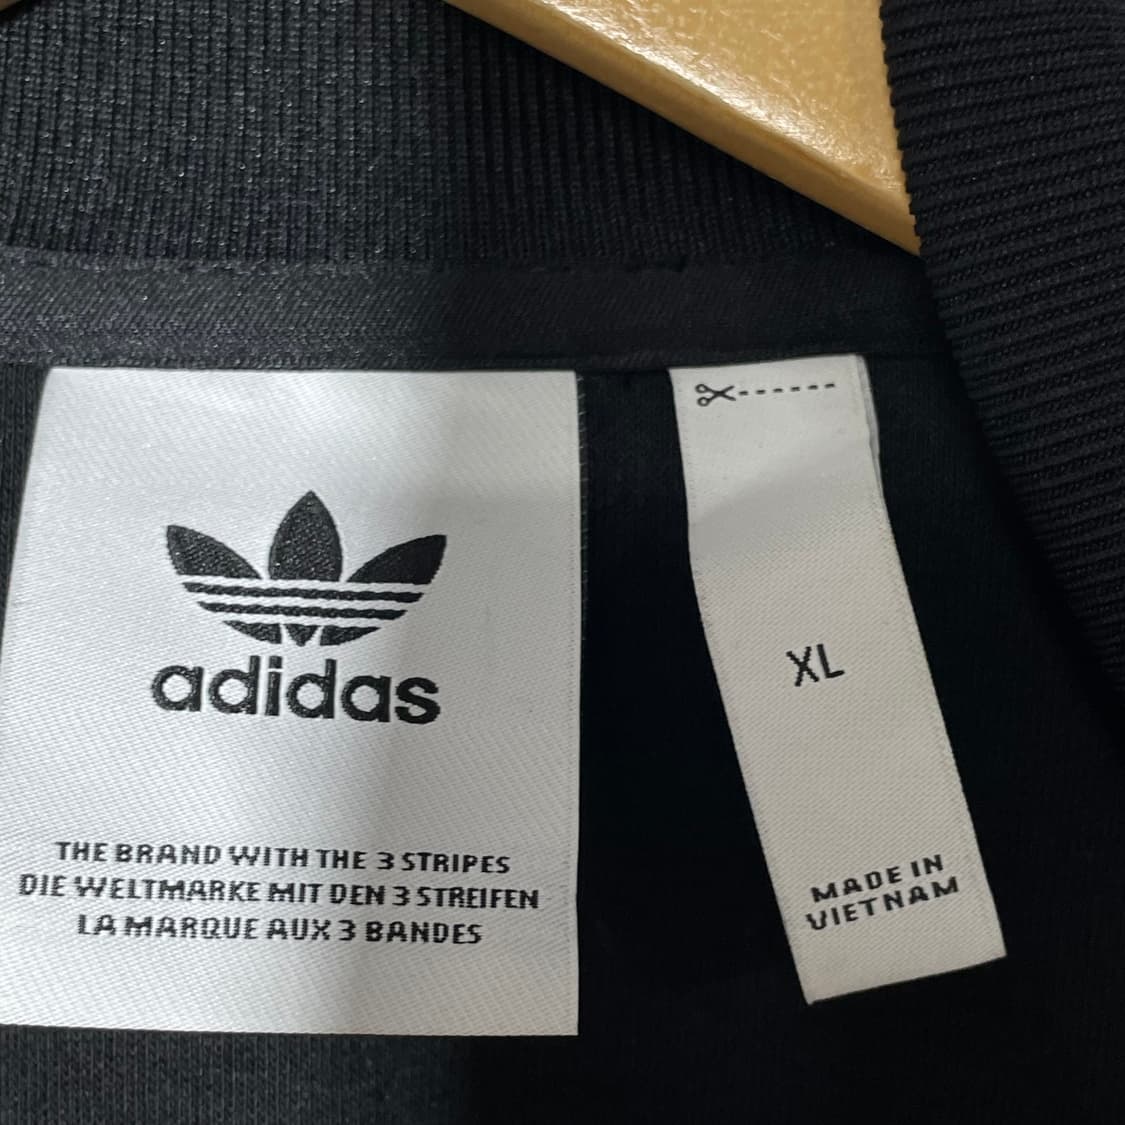 adidas
THE BRAND WITH THE 3 STRIPES
DIE WELTMARKE MIT DEN 3 STREIFEN
LA MARQUE AUX 3 BANDES
XL
MADE IN
VIETNAM